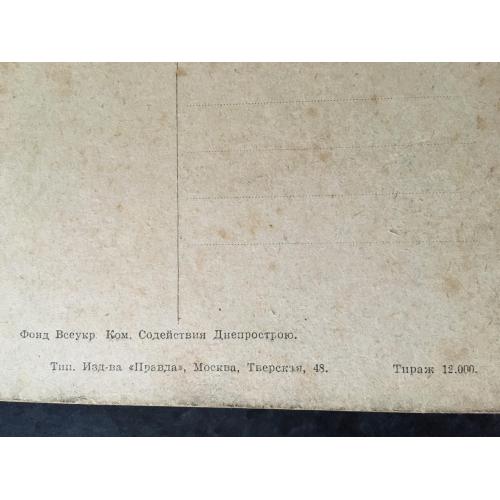 Фонд Всеукр. Ком. Содействия Днепрострою.
Тип. Изд-ва «Правда», Москва, Тверская, 48.
Тираж 12.000.